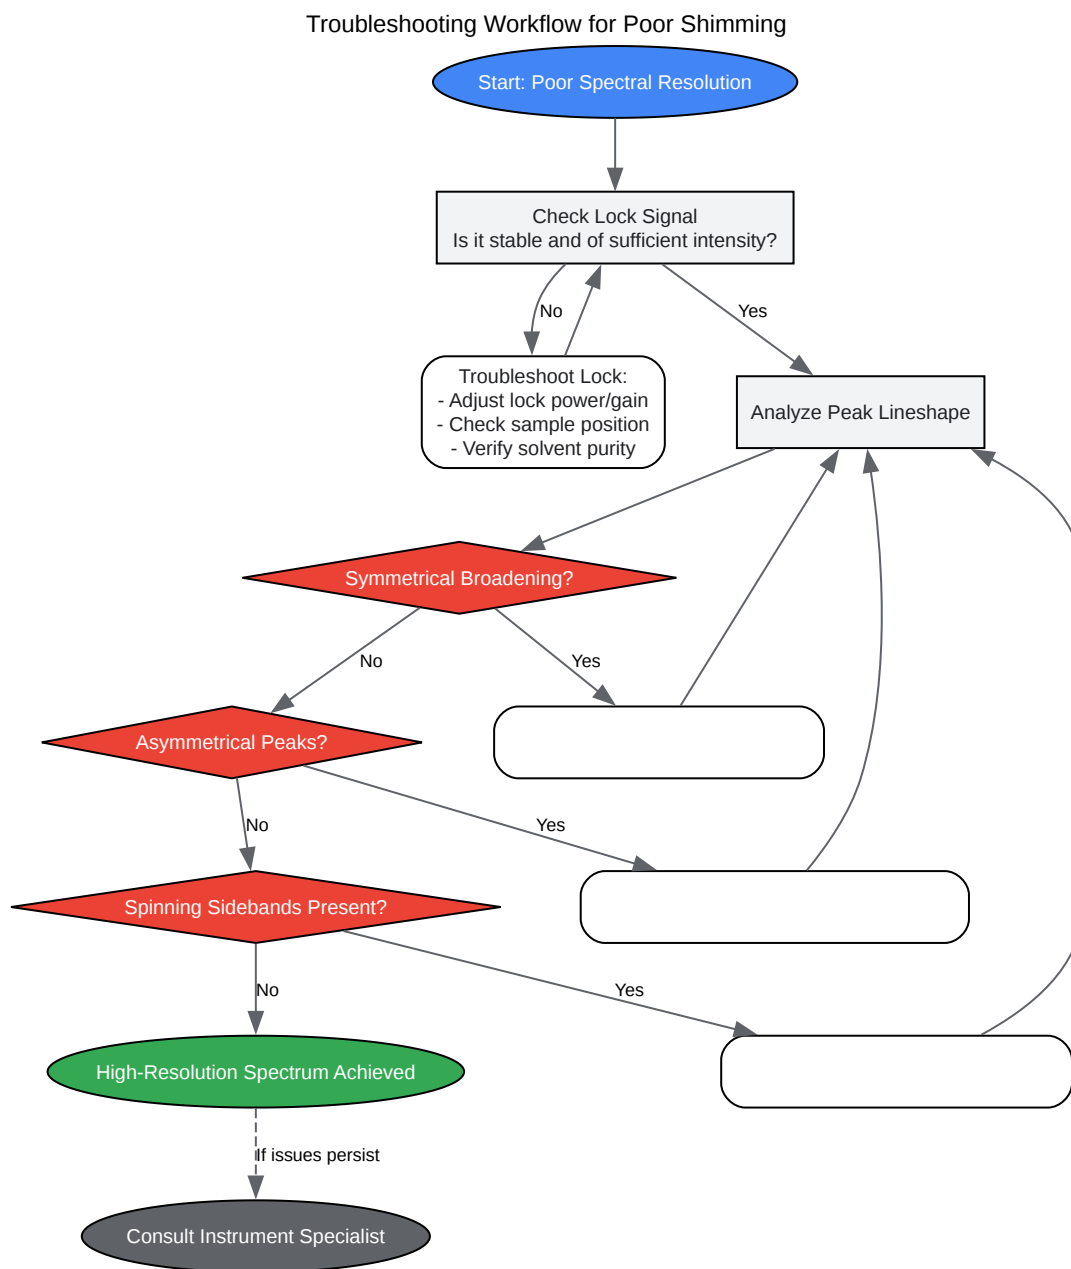 Troubleshooting Workflow for Poor Shimming
Start: Poor Spectral Resolution
Check Lock Signal
Is it stable and of sufficient intensity?
No
Yes
Troubleshoot Lock:
- Adjust lock power/gain
- Check sample position
- Verify solvent purity
Analyze Peak Lineshape
Symmetrical Broadening?
No
Yes
Asymmetrical Peaks?
No
Yes
Spinning Sidebands Present?
No
Yes
High-Resolution Spectrum Achieved
If issues persist
Consult Instrument Specialist